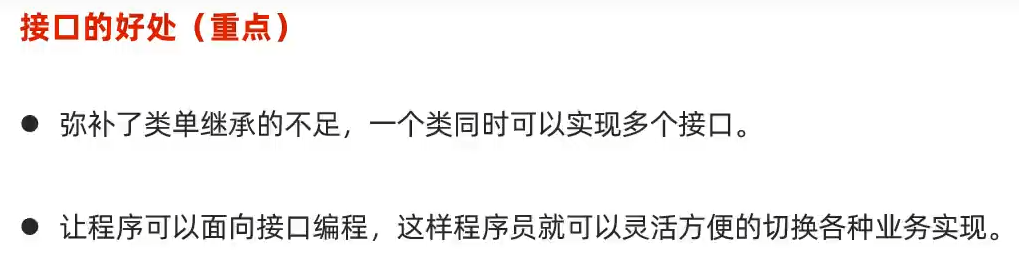 接口的好处（重点）
● 弥补了类单继承的不足，一个类同时可以实现多个接口。
● 让程序可以面向接口编程，这样程序员就可以灵活方便的切换各种业务实现。